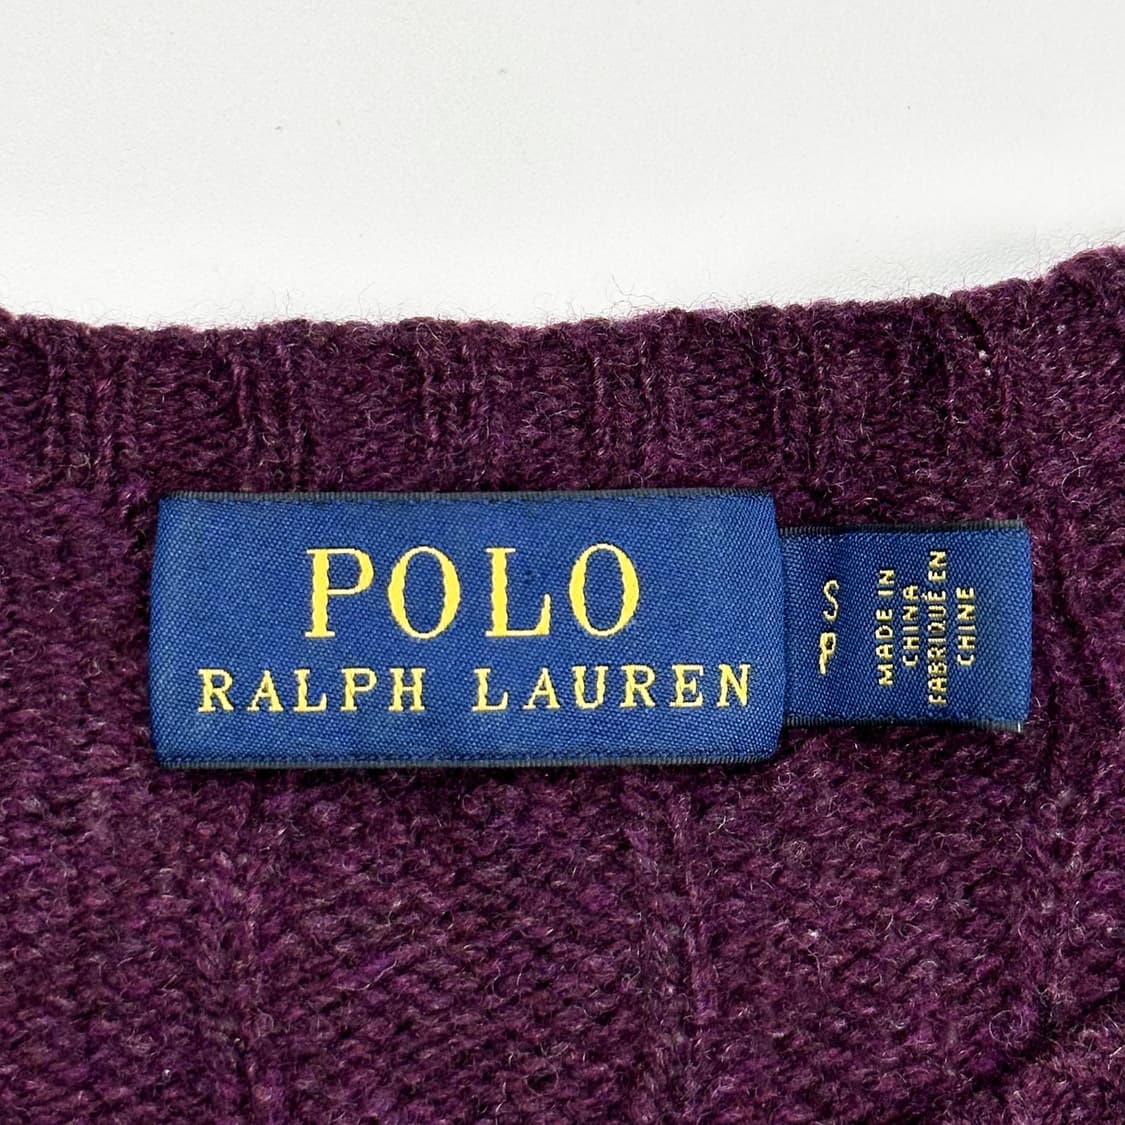 POLO
RALPH LAUREN
S
P
MADE IN
CHINA
FABRIQUÉ EN
CHINE